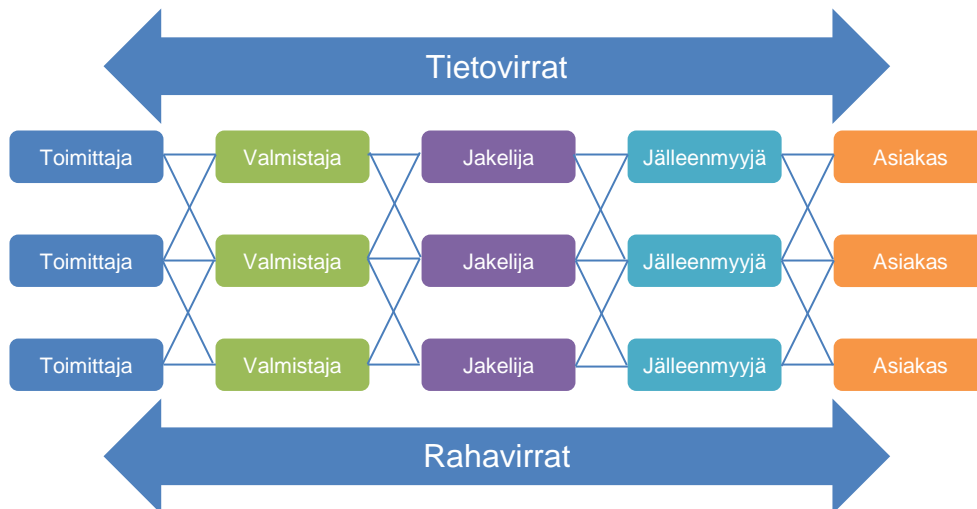 Tietovirrat
Toimittaja Valmistaja Jakelija Jälleenmyyjä Asiakas
Toimittaja Valmistaja Jakelija Jälleenmyyjä Asiakas
Toimittaja Valmistaja Jakelija Jälleenmyyjä Asiakas
Rahavirrat